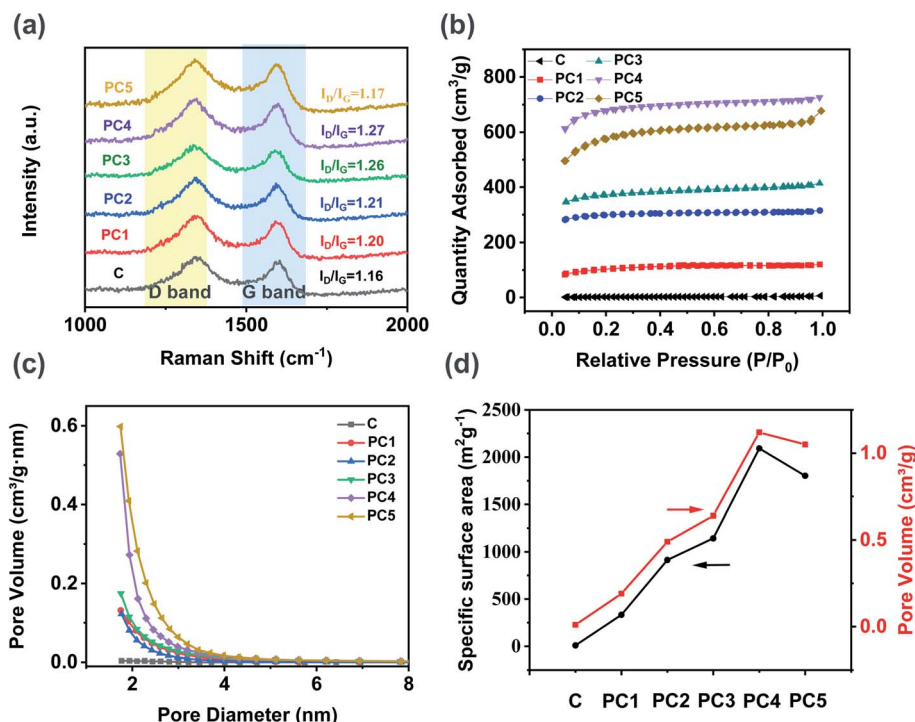 (a)
PC5
I_D/I_G=1.17
PC4
I_D/I_G=1.27
PC3
I_D/I_G=1.26
PC2
I_D/I_G=1.21
PC1
I_D/I_G=1.20
C
I_D/I_G=1.16
D band
G band
Intensity (a.u.)
1000 1500 2000
Raman Shift (cm⁻¹)
(b)
C PC3
PC1 PC4
PC2 PC5
Quantity Adsorbed (cm³/g)
800
600
400
200
0
0.0 0.2 0.4 0.6 0.8 1.0
Relative Pressure (P/P₀)
(c)
C
PC1
PC2
PC3
PC4
PC5
Pore Volume (cm³/g·nm)
0.6
0.4
0.2
0.0
2 4 6 8
Pore Diameter (nm)
(d)
Specific surface area (m²g⁻¹)
2500
2250
2000
1750
1500
1250
1000
750
500
250
0
Pore Volume (cm³/g)
1.0
0.5
0.0
C PC1 PC2 PC3 PC4 PC5